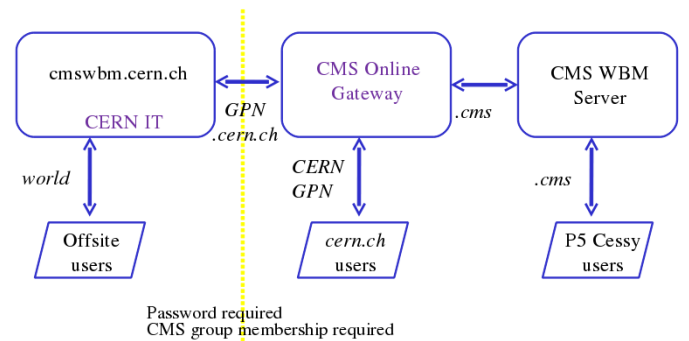 cmswbm.cern.ch
CERN IT
GPN
.cern.ch
CMS Online
Gateway
.cms
CMS WBM
Server
world
CERN
GPN
.cms
Offsite
users
cern.ch
users
P5 Cessy
users
Password required
CMS group membership required